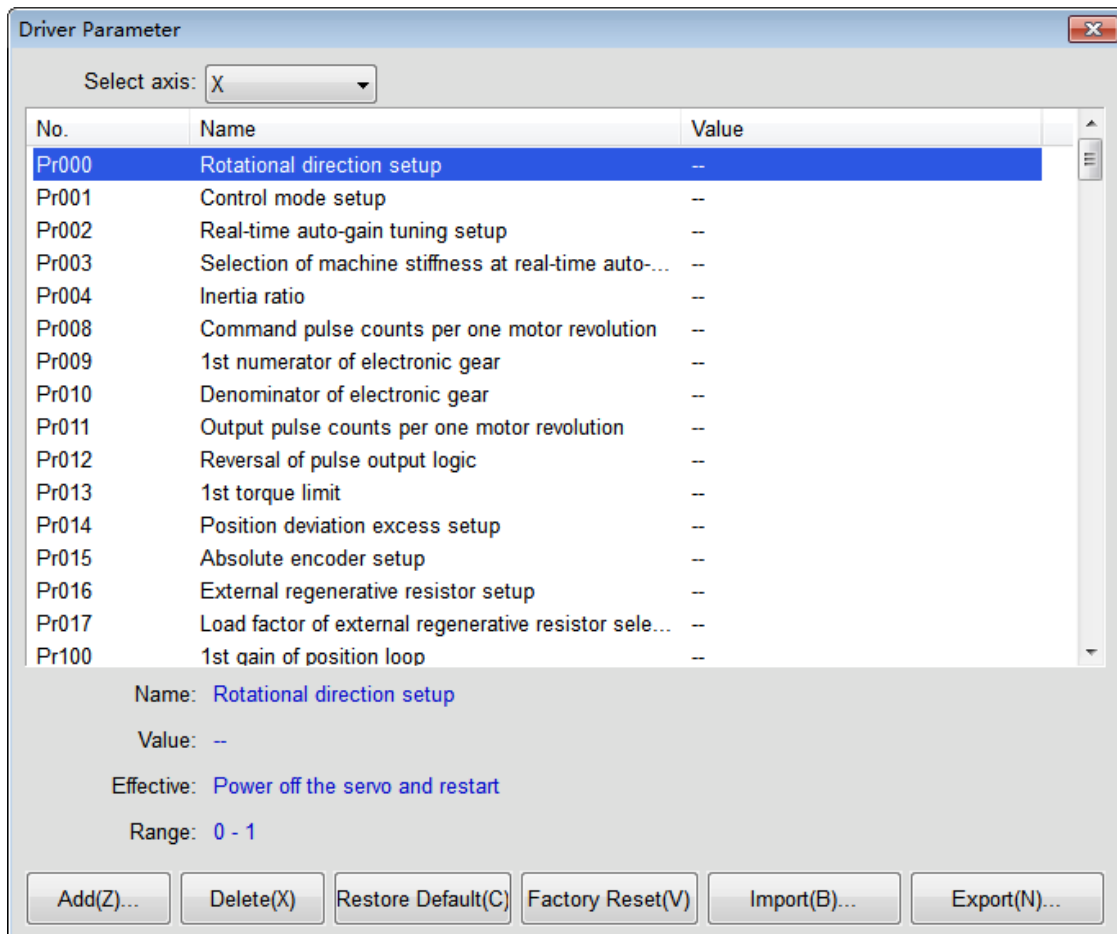 Driver Parameter
Select axis: X
No. Name Value
Pr000 Rotational direction setup --
Pr001 Control mode setup --
Pr002 Real-time auto-gain tuning setup --
Pr003 Selection of machine stiffness at real-time auto-... --
Pr004 Inertia ratio --
Pr008 Command pulse counts per one motor revolution --
Pr009 1st numerator of electronic gear --
Pr010 Denominator of electronic gear --
Pr011 Output pulse counts per one motor revolution --
Pr012 Reversal of pulse output logic --
Pr013 1st torque limit --
Pr014 Position deviation excess setup --
Pr015 Absolute encoder setup --
Pr016 External regenerative resistor setup --
Pr017 Load factor of external regenerative resistor sele... --
Pr100 1st gain of position loop --
Name: Rotational direction setup
Value: --
Effective: Power off the servo and restart
Range: 0 - 1
Add(Z)... Delete(X) Restore Default(C) Factory Reset(V) Import(B)... Export(N)...